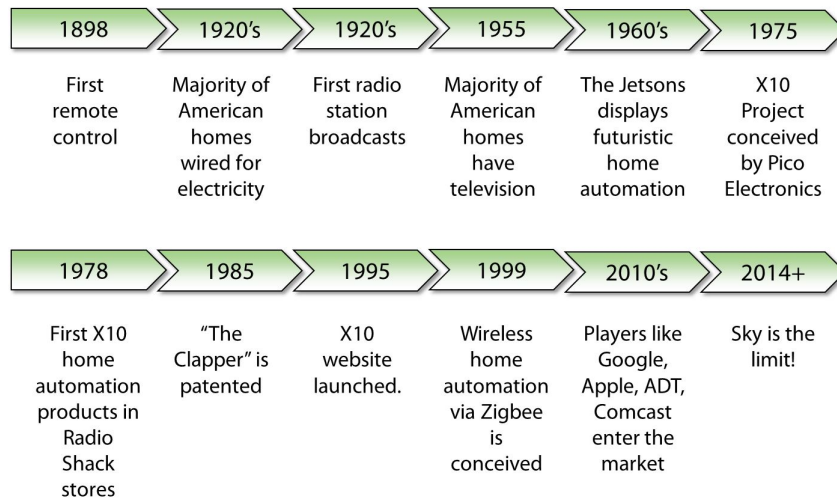 1898
1920's
1920's
1955
1960's
1975
First
remote
control
Majority of
American
homes
wired for
electricity
First radio
station
broadcasts
Majority of
American
homes
have
television
The Jetsons
displays
futuristic
home
automation
X10
Project
conceived
by Pico
Electronics
1978
1985
1995
1999
2010's
2014+
First X10
home
automation
products in
Radio
Shack
stores
“The
Clapper” is
patented
X10
website
launched.
Wireless
home
automation
via Zigbee
is
conceived
Players like
Google,
Apple, ADT,
Comcast
enter the
market
Sky is the
limit!